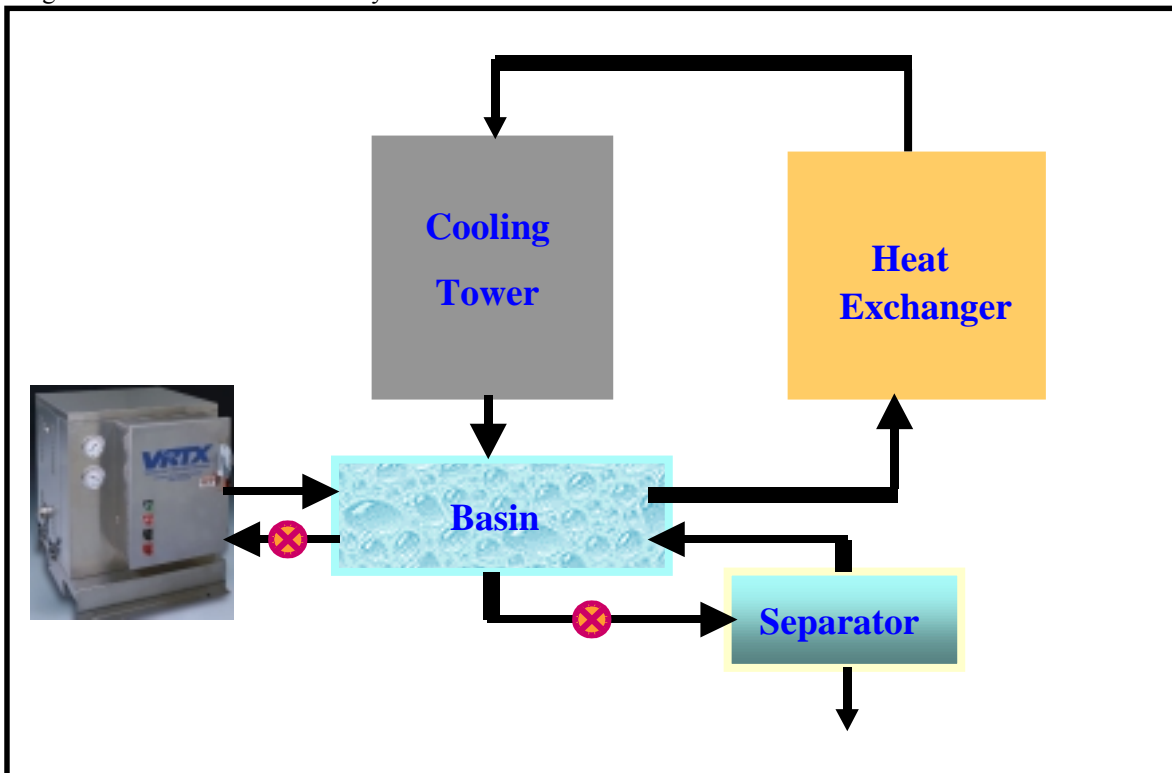 Cooling
Tower
Heat
Exchanger
VRTX
Basin
Separator